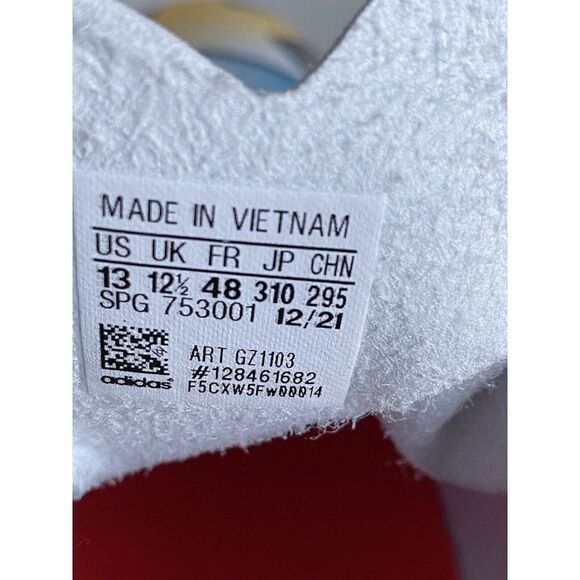 MADE IN VIETNAM
US UK FR JP CHN
13 12½ 48 310 295
SPG 753001 12/21
ART GZ1103
#128461682
adidas® F5CXW5FW00014